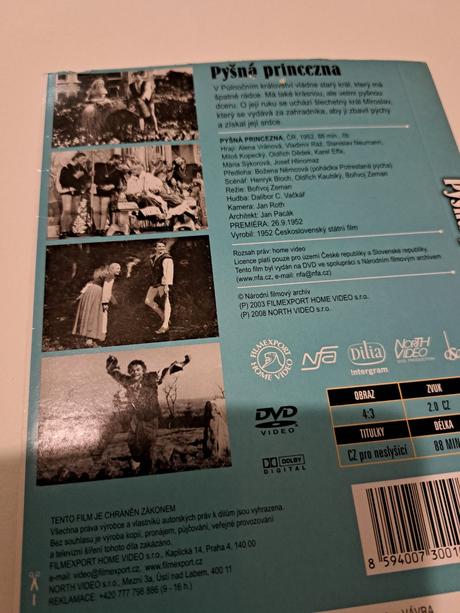 Pyšná princezna
V Půlnočním království vládne starý král, který má
špatné rádce. Má také krásnou, ale velmi pyšnou
dceru. O její ruku se uchází šlechetný král Miroslav,
který se vydává za zahradníka, aby ji zbavil pýchy
a získal její srdce.
PYŠNÁ PRINCEZNA, ČR, 1952, 88 min., čb
Hrají: Alena Vránová, Vladimír Ráž, Stanislav Neumann,
Miloš Kopecký, Oldřich Dědek, Karel Effa,
Mária Sýkorová, Josef Hlinomaz
Předloha: Božena Němcová (pohádka Potrestaná pýcha)
Scénář: Henryk Bloch, Oldřich Kautský, Bořivoj Zeman
Režie: Bořivoj Zeman
Hudba: Dalibor C. Vačkář
Kamera: Jan Roth
Architekt: Jan Pacák
PREMIÉRA: 26.9.1952
Vyrobil: 1952 Československý státní film
Rozsah práv: home video
Licence platí pouze pro území České republiky a Slovenské republiky.
Tento film byl vydán na DVD ve spolupráci s Národním filmovým archivem
(www.nfa.cz, e-mail: nfa@nfa.cz)
© Národní filmový archiv
(P) 2003 FILMEXPORT HOME VIDEO s.r.o.
(P) 2008 NORTH VIDEO s.r.o.
FILMEXPORT
HOME VIDEO
nfa
Dilia
intergram
NORTH
VIDEO
DVD
VIDEO
DOLBY
DIGITAL
OBRAZ
ZVUK
4:3
2.0 CZ
TITULKY
DÉLKA
CZ pro neslyšící
88 MIN
TENTO FILM JE CHRÁNĚN ZÁKONEM
Všechna práva výrobce a vlastníků autorských práv k dílům jsou vyhrazena.
Bez souhlasu je výroba kopií, pronájem, půjčování, veřejné provozování
a televizní šíření tohoto díla zakázáno.
FILMEXPORT HOME VIDEO s.r.o., Kaplická 14, Praha 4, 140 00
e-mail: video@filmexport.cz, www.filmexport.cz
NORTH VIDEO s.r.o., Mezní 3a, Ústí nad Labem, 400 11
REKLAMACE: +420 777 798 886 (9 - 16 h.)
8 594007 3001
VÁVRA